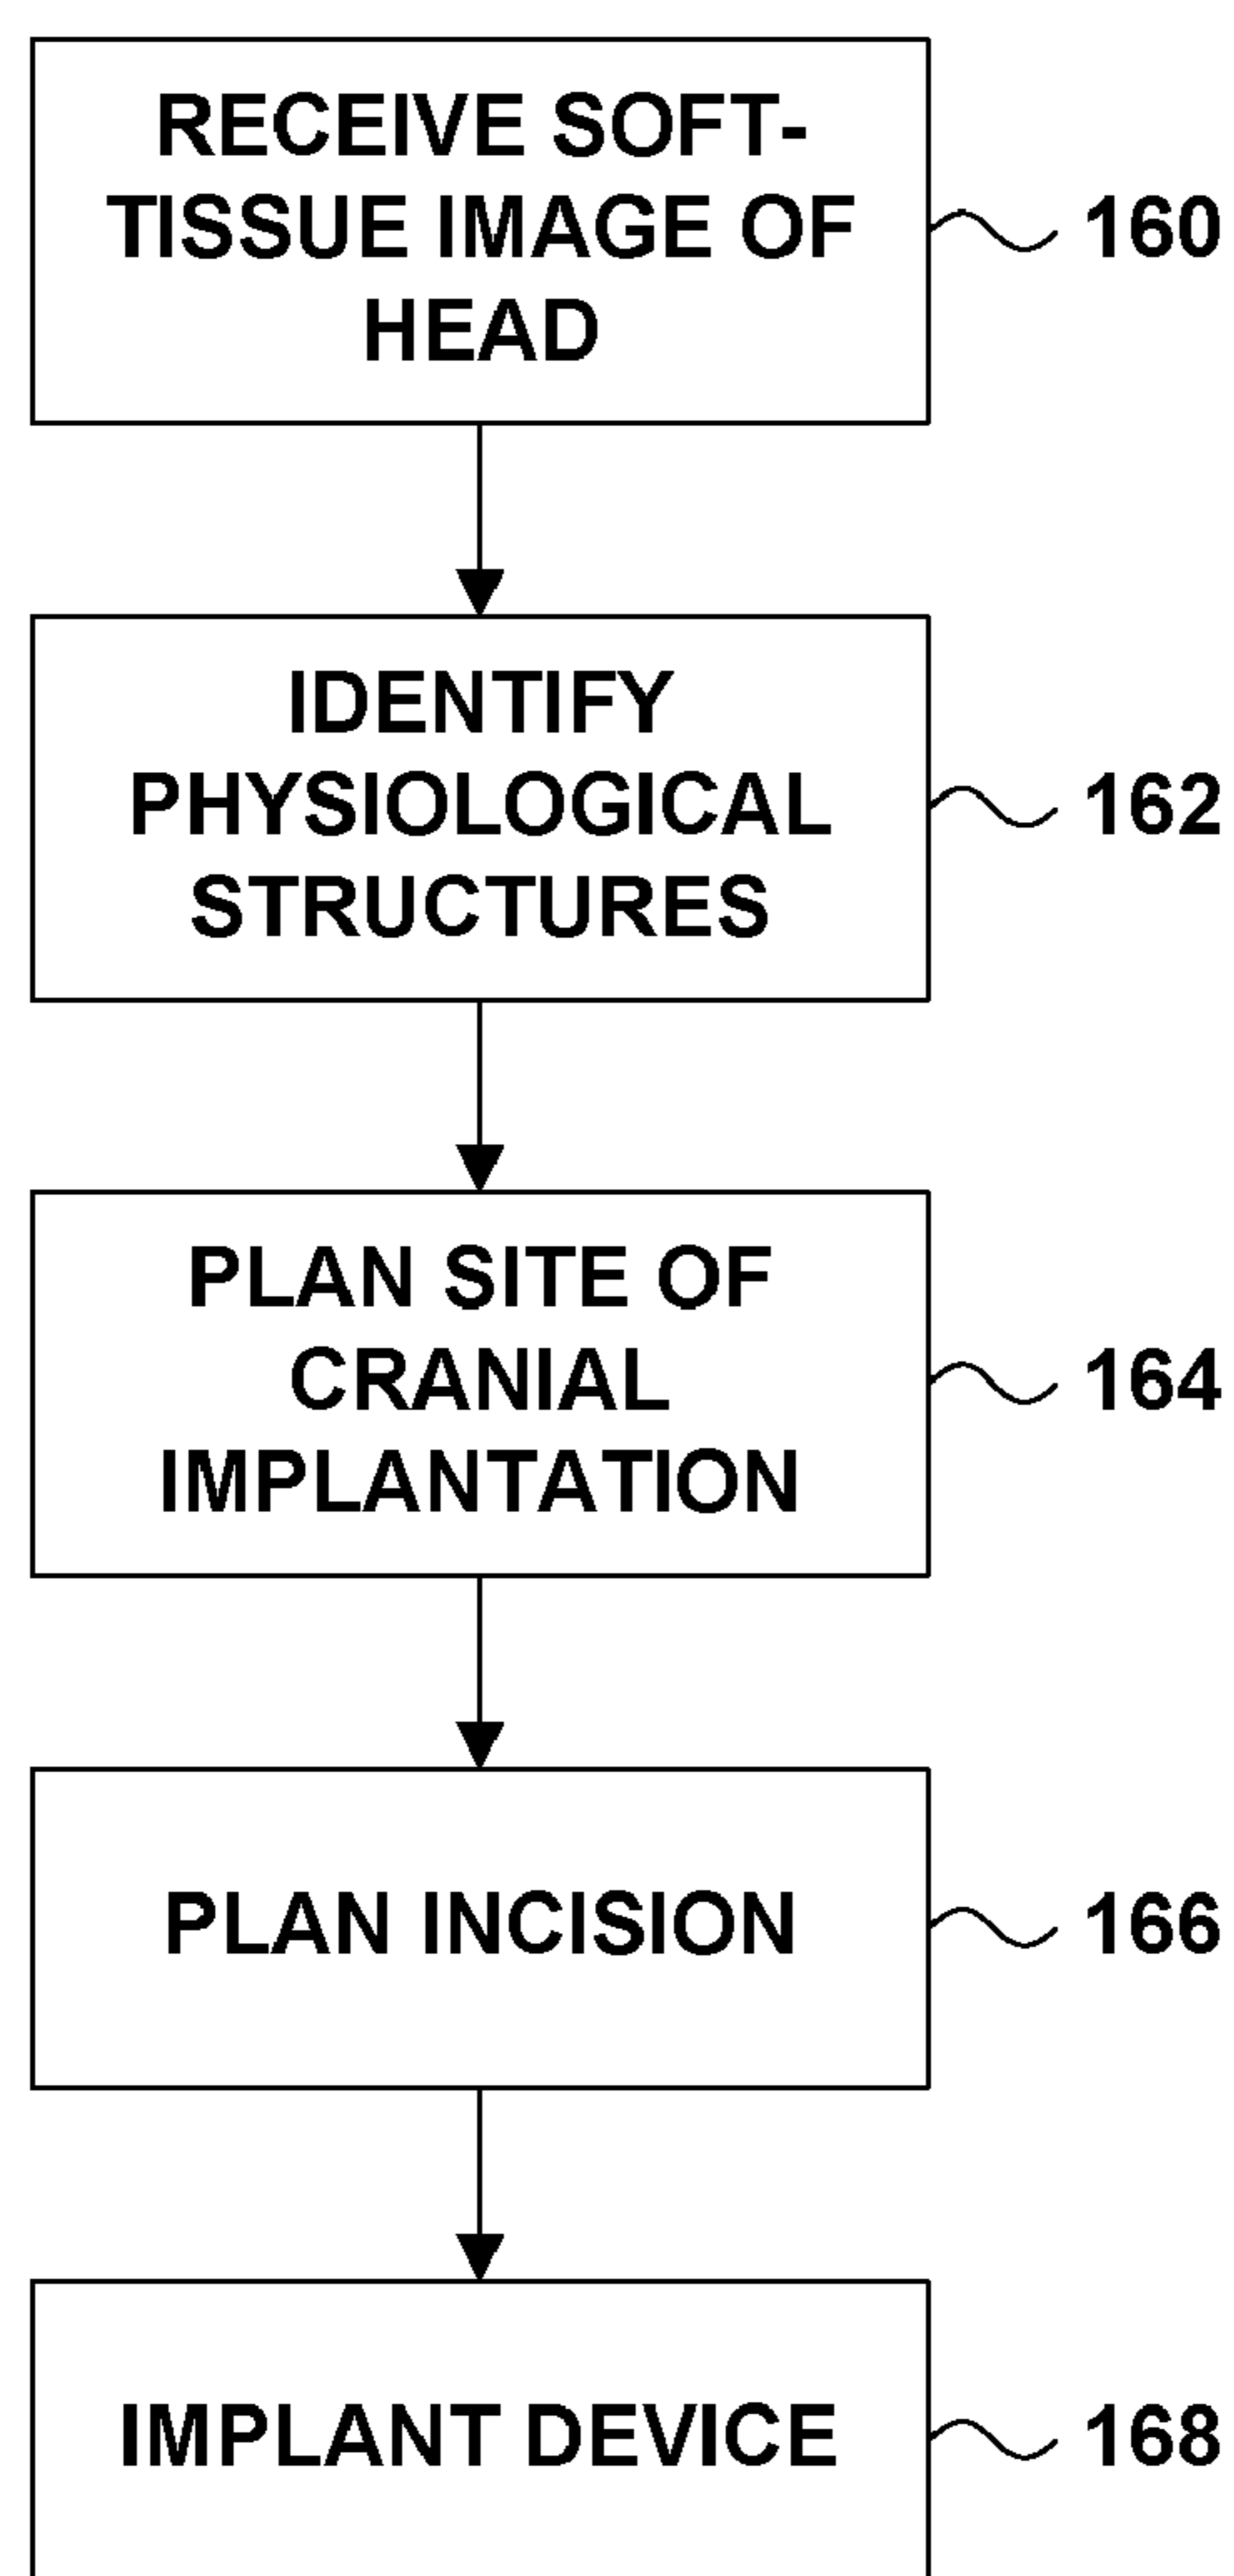 RECEIVE SOFT-
TISSUE IMAGE OF
HEAD
160
IDENTIFY
PHYSIOLOGICAL
STRUCTURES
162
PLAN SITE OF
CRANIAL
IMPLANTATION
164
PLAN INCISION
166
IMPLANT DEVICE
168